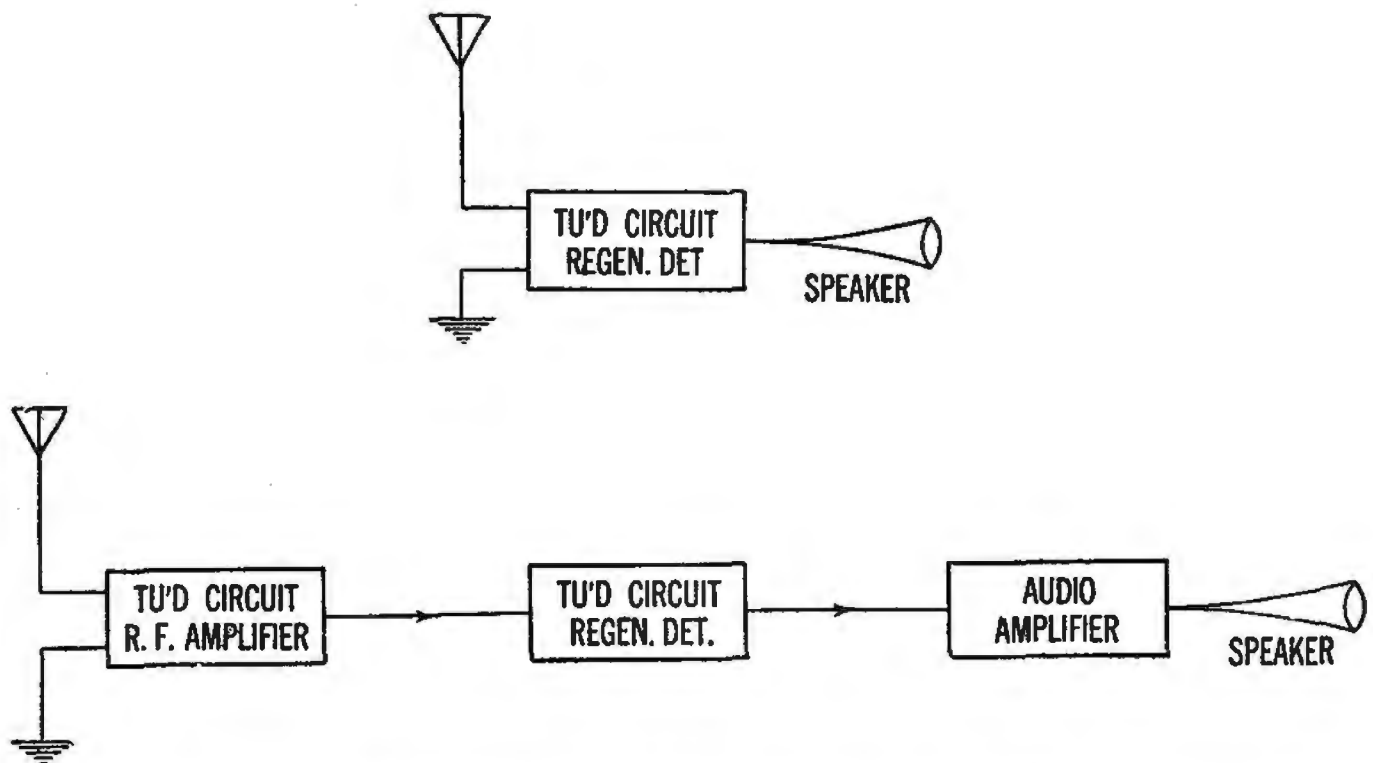 TU'D CIRCUIT
REGEN. DET
SPEAKER
TU'D CIRCUIT
R. F. AMPLIFIER
TU'D CIRCUIT
REGEN. DET.
AUDIO
AMPLIFIER
SPEAKER